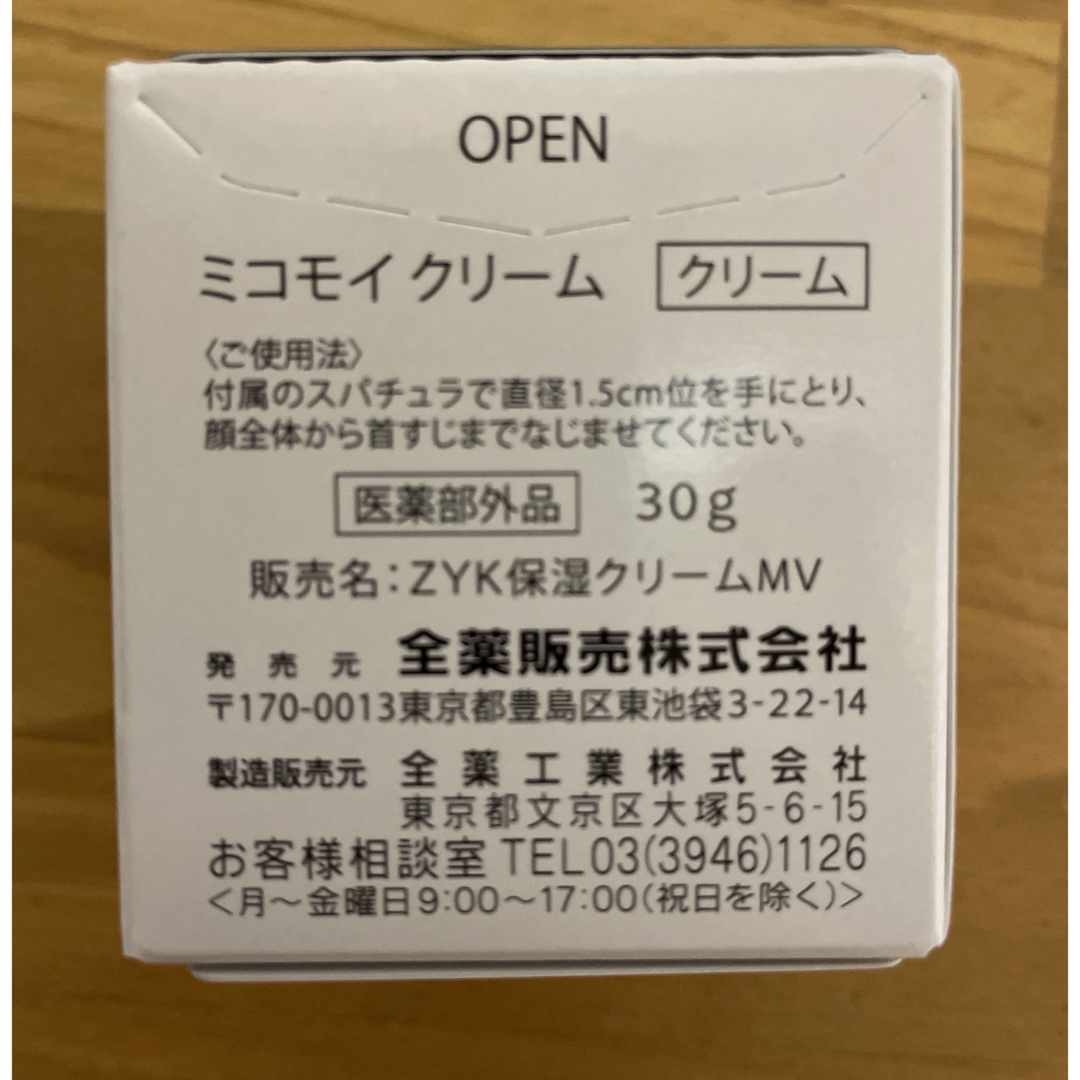 OPEN
ミコモイ クリーム クリーム
〈ご使用法〉
付属のスパチュラで直径1.5cm位を手にとり、
顔全体から首すじまでなじませてください。
医薬部外品 30g
販売名：ZYK保湿クリームMV
発売元 全薬販売株式会社
〒170-0013東京都豊島区東池袋3-22-14
製造販売元 全薬工業株式会社
東京都文京区大塚5-6-15
お客様相談室 TEL03(3946)1126
＜月～金曜日9:00～17:00(祝日を除く)＞